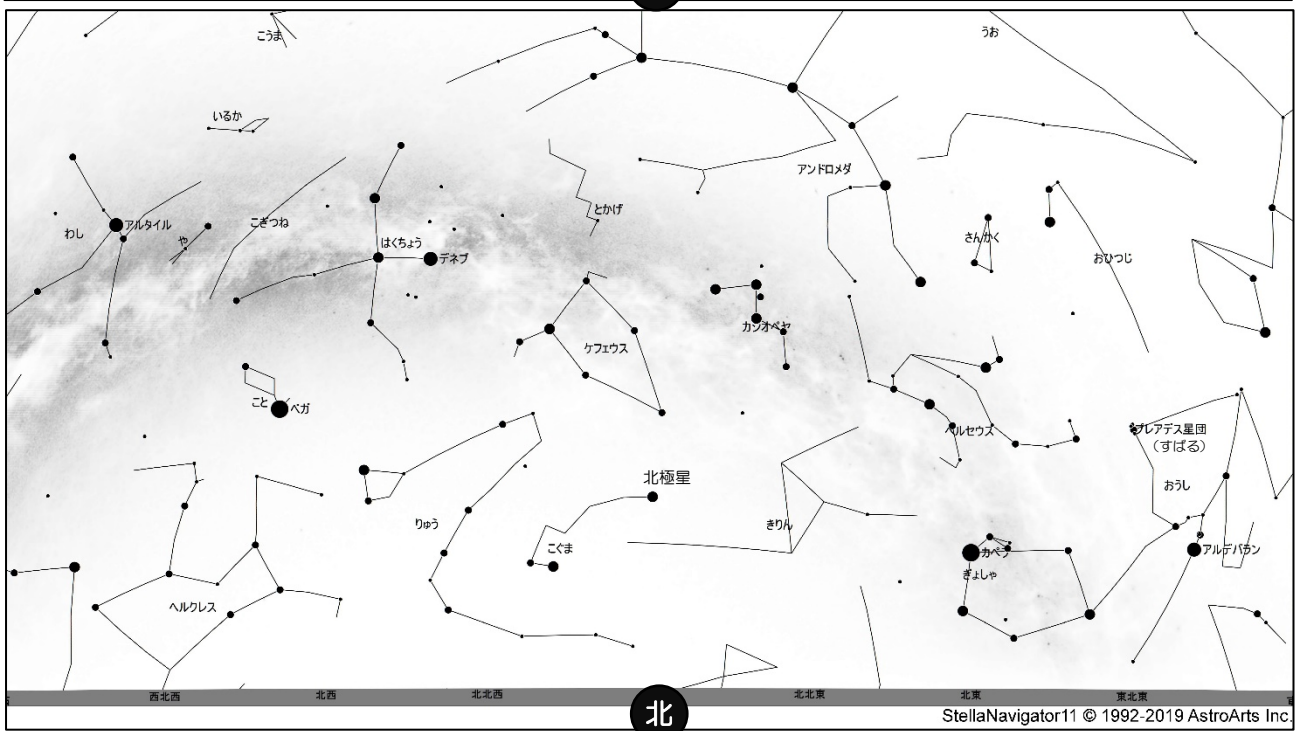 こうま
うお
いるか
アンドロメダ
とかげ
こぎつね
アルタイル
わし
や
はくちょう
デネブ
さんかく
おひつじ
カシオペヤ
ケフェウス
こと
ベガ
ペルセウス
プレアデス星団
(すばる)
北極星
おうし
りゅう
きりん
こぐま
カペラ
アルデバラン
ぎょしゃ
ヘルクレス
西北西
北西
北北西
北北東
北東
東北東
北
StellaNavigator11 © 1992-2019 AstroArts Inc.